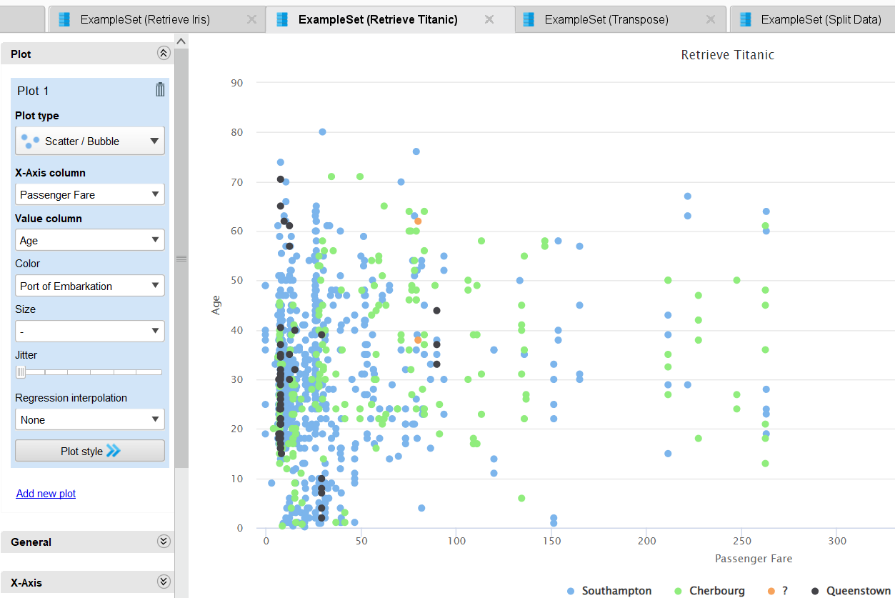 ExampleSet (Retrieve Iris)
ExampleSet (Retrieve Titanic)
ExampleSet (Transpose)
ExampleSet (Split Data)
Plot
Plot 1
Plot type
Scatter / Bubble
X-Axis column
Passenger Fare
Value column
Age
Color
Port of Embarkation
Size
-
Jitter
Regression interpolation
None
Plot style
Add new plot
General
X-Axis
Retrieve Titanic
90
80
70
60
50
40
30
20
10
0
Age
0 50 100 150 200 250 300
Passenger Fare
Southampton Cherbourg ? Queenstown